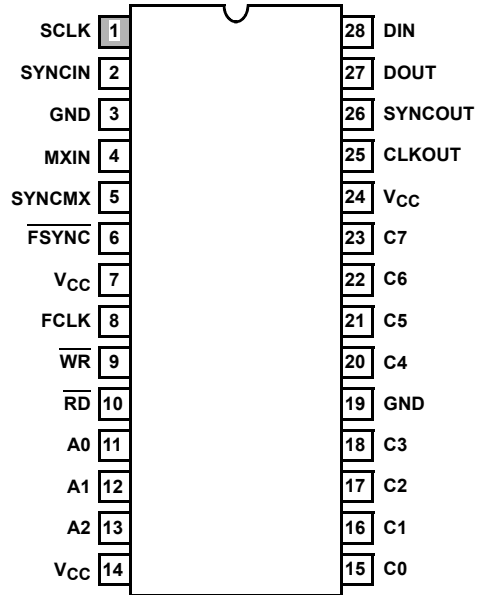 SCLK 1 28 DIN
SYNCIN 2 27 DOUT
GND 3 26 SYNCOUT
MXIN 4 25 CLKOUT
SYNCMX 5 24 VCC
FSYNC 6 23 C7
VCC 7 22 C6
FCLK 8 21 C5
WR 9 20 C4
RD 10 19 GND
A0 11 18 C3
A1 12 17 C2
A2 13 16 C1
VCC 14 15 C0